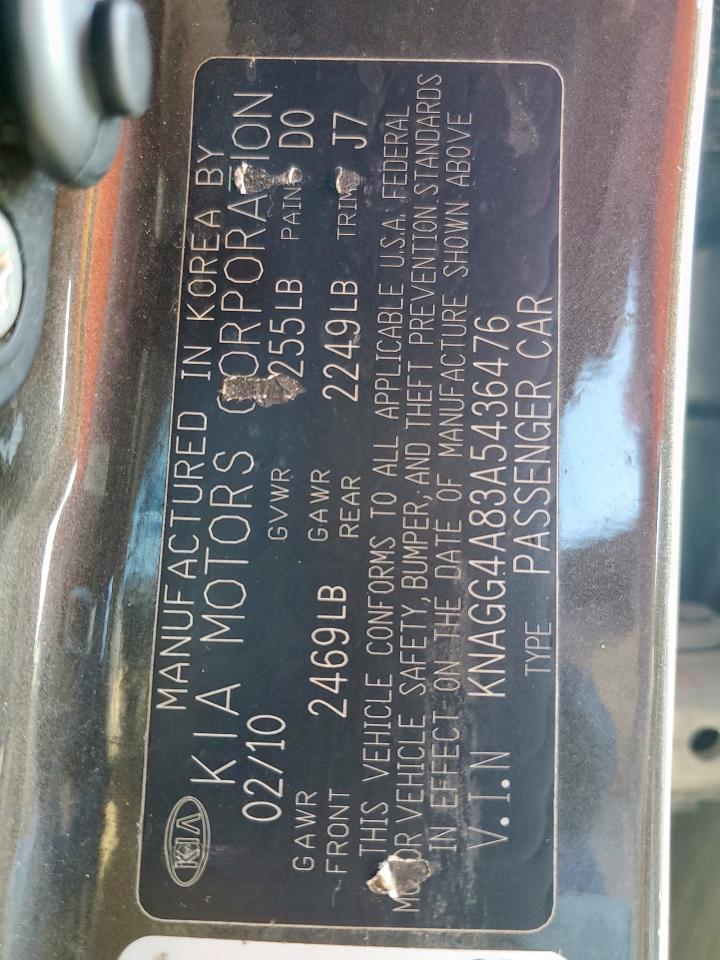 KIA
MANUFACTURED IN KOREA BY
KIA MOTORS CORPORATION
02/10 GVWR 255LB PAINT D0
GAWR FRONT 2469LB GAWR REAR 2249LB TRIM J7
THIS VEHICLE CONFORMS TO ALL APPLICABLE U.S.A. FEDERAL
MOTOR VEHICLE SAFETY, BUMPER, AND THEFT PREVENTION STANDARDS
IN EFFECT ON THE DATE OF MANUFACTURE SHOWN ABOVE
V.I.N KNAGG4A83A5436476
TYPE PASSENGER CAR